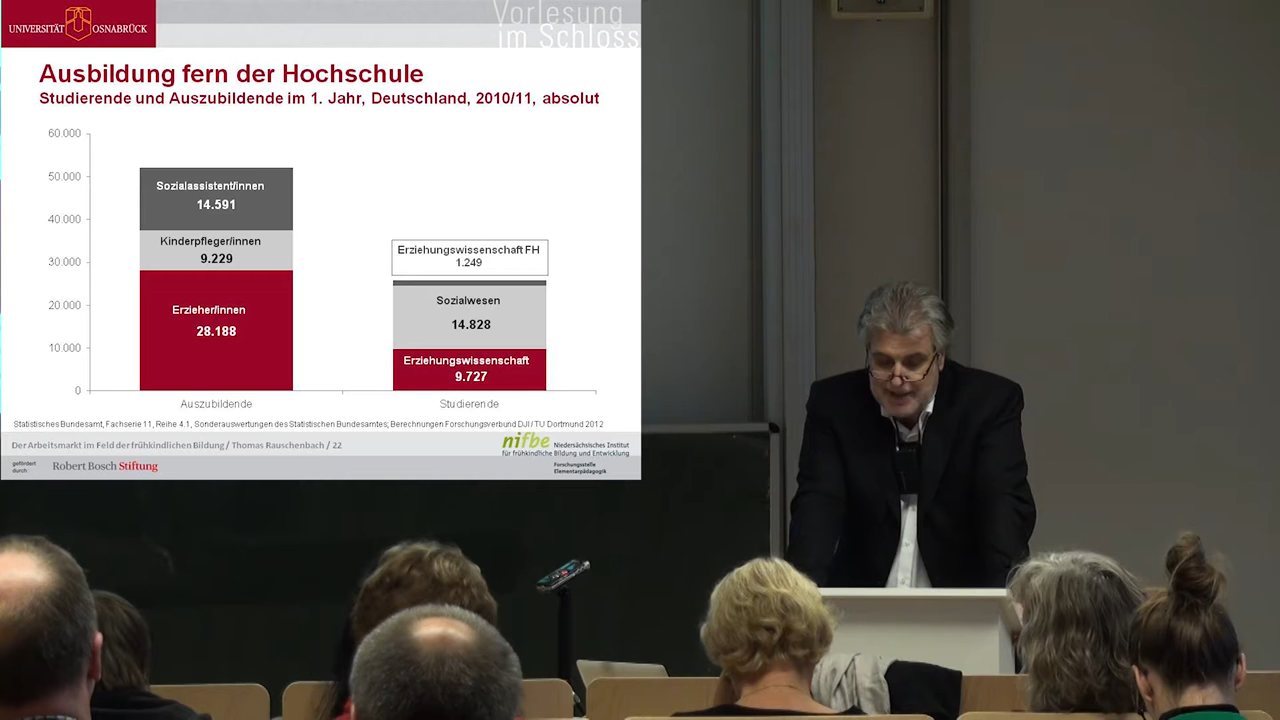 UNIVERSITÄT OSNABRÜCK
Vorlesung
im Schloss
Ausbildung fern der Hochschule
Studierende und Auszubildende im 1. Jahr, Deutschland, 2010/11, absolut
60.000
50.000
40.000
30.000
20.000
10.000
0
Sozialassistent/innen
14.591
Kinderpfleger/innen
9.229
Erzieher/innen
28.188
Erziehungswissenschaft FH
1.249
Sozialwesen
14.828
Erziehungswissenschaft
9.727
Auszubildende
Studierende
Statistisches Bundesamt, Fachserie 11, Reihe 4.1, Sonderauswertungen des Statistischen Bundesamtes; Berechnungen Forschungsverbund DJI/TU Dortmund 2012
Der Arbeitsmarkt im Feld der frühkindlichen Bildung / Thomas Rauschenbach / 22
nifbe Niedersächsisches Institut
für frühkindliche Bildung und Entwicklung
Forschungsstelle
Elementarpädagogik
gefördert
durch:
Robert Bosch Stiftung